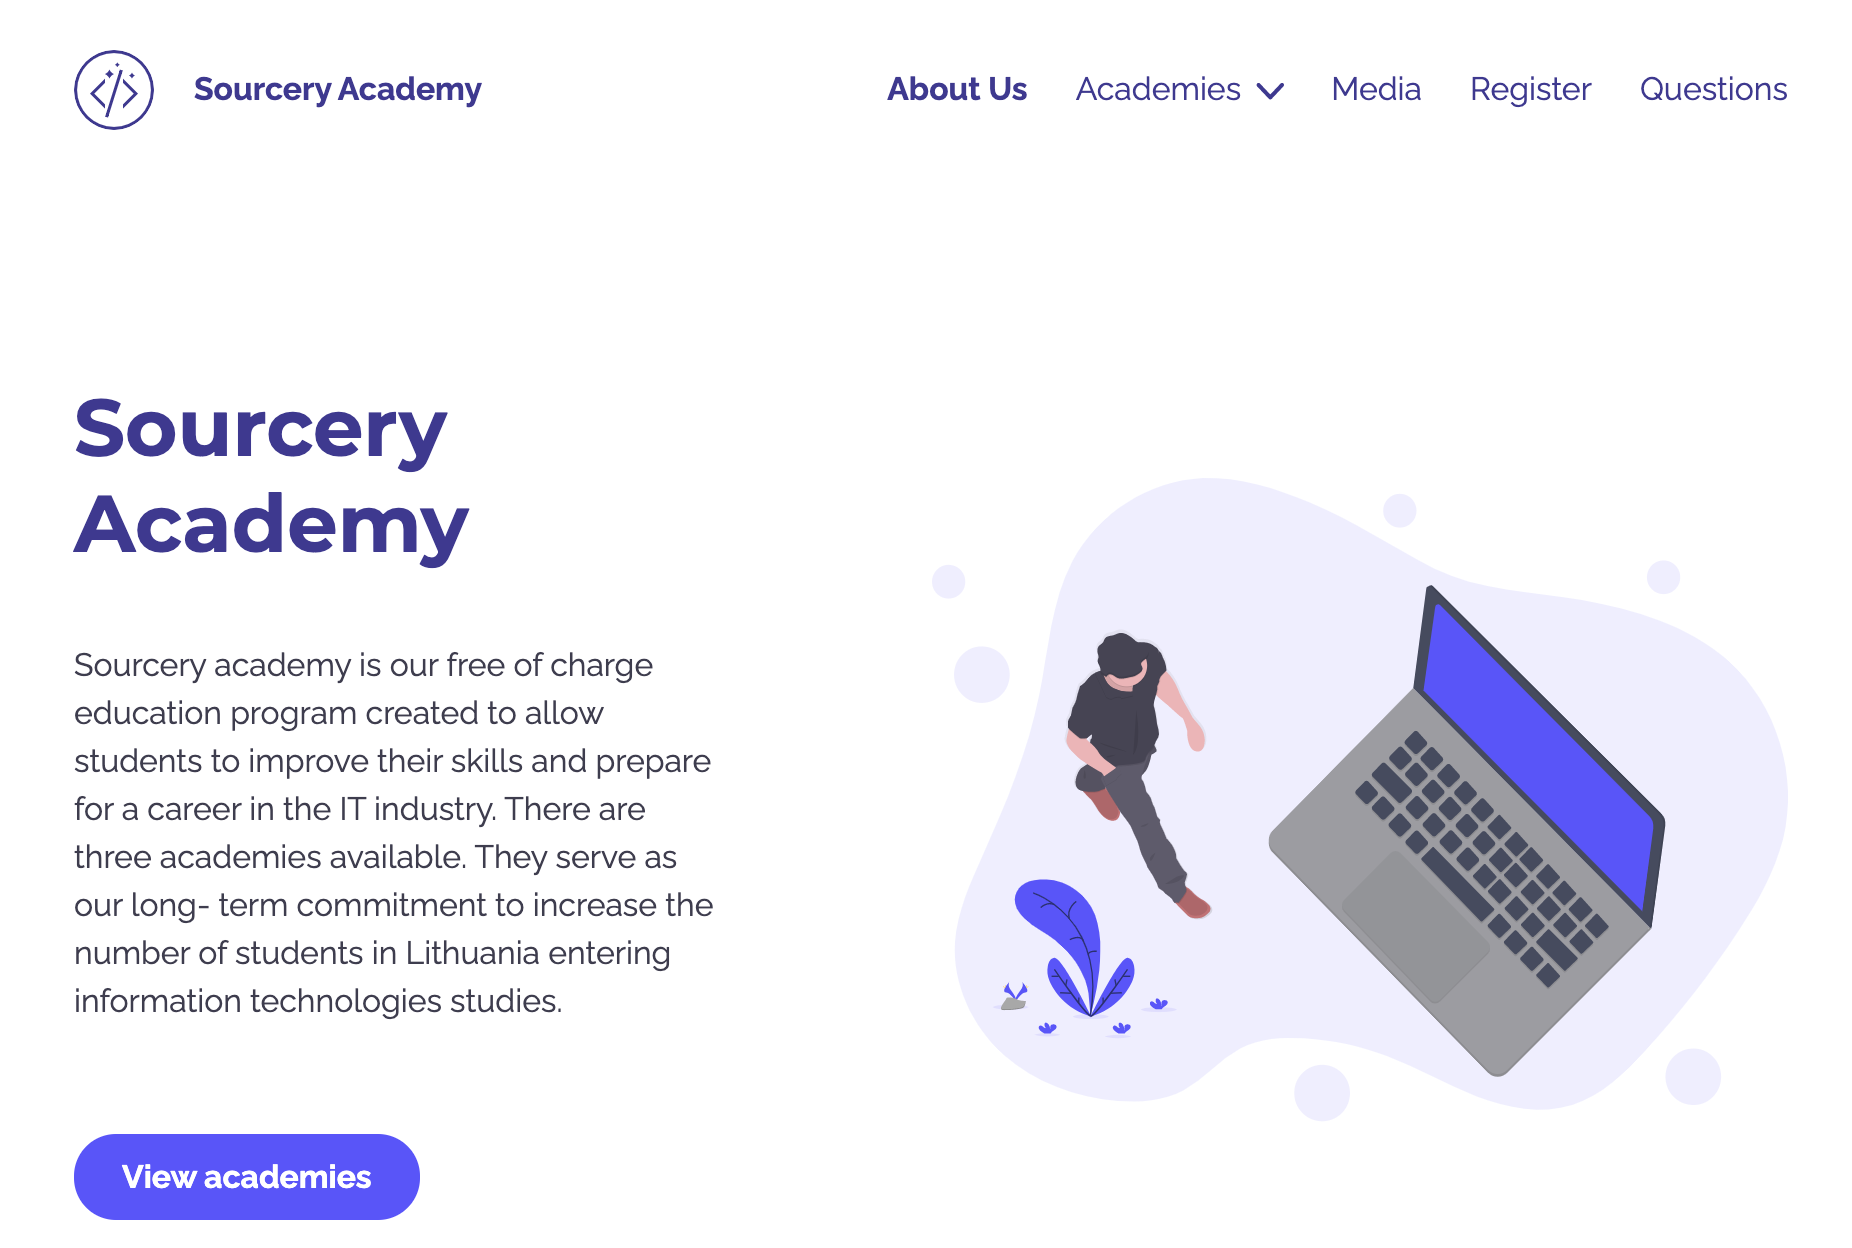 Sourcery Academy
About Us
Academies
Media
Register
Questions
Sourcery
Academy
Sourcery academy is our free of charge
education program created to allow
students to improve their skills and prepare
for a career in the IT industry. There are
three academies available. They serve as
our long- term commitment to increase the
number of students in Lithuania entering
information technologies studies.
View academies